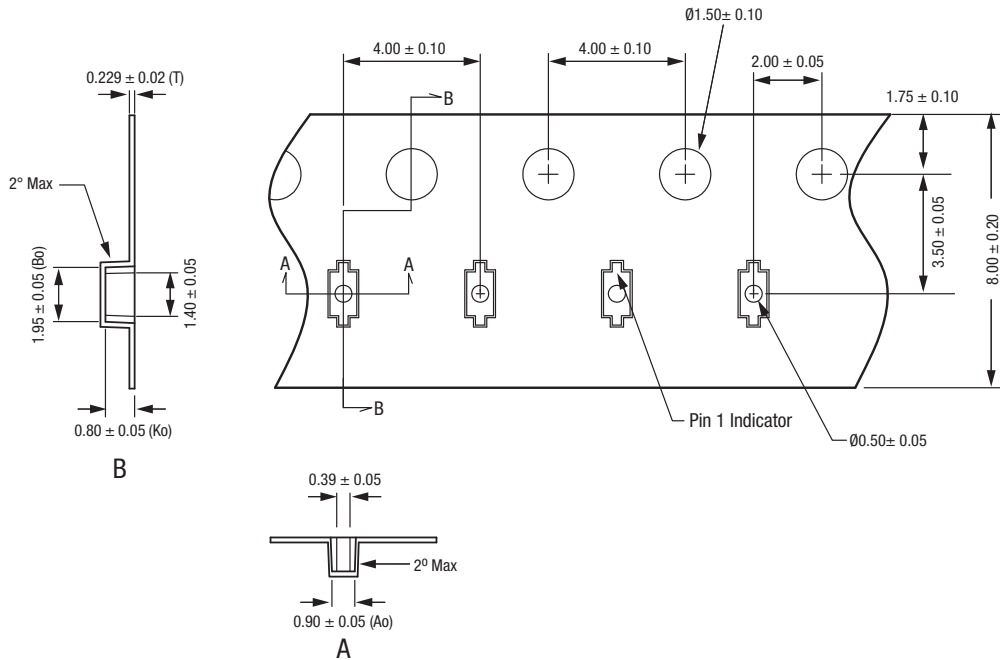 Ø1.50± 0.10
4.00 ± 0.10
4.00 ± 0.10
2.00 ± 0.05
0.229 ± 0.02 (T)
B
1.75 ± 0.10
2° Max
A
A
1.95 ± 0.05 (Bo)
1.40 ± 0.05
3.50 ± 0.05
8.00 ± 0.20
B
Pin 1 Indicator
0.80 ± 0.05 (Ko)
Ø0.50± 0.05
B
0.39 ± 0.05
2º Max
0.90 ± 0.05 (Ao)
A